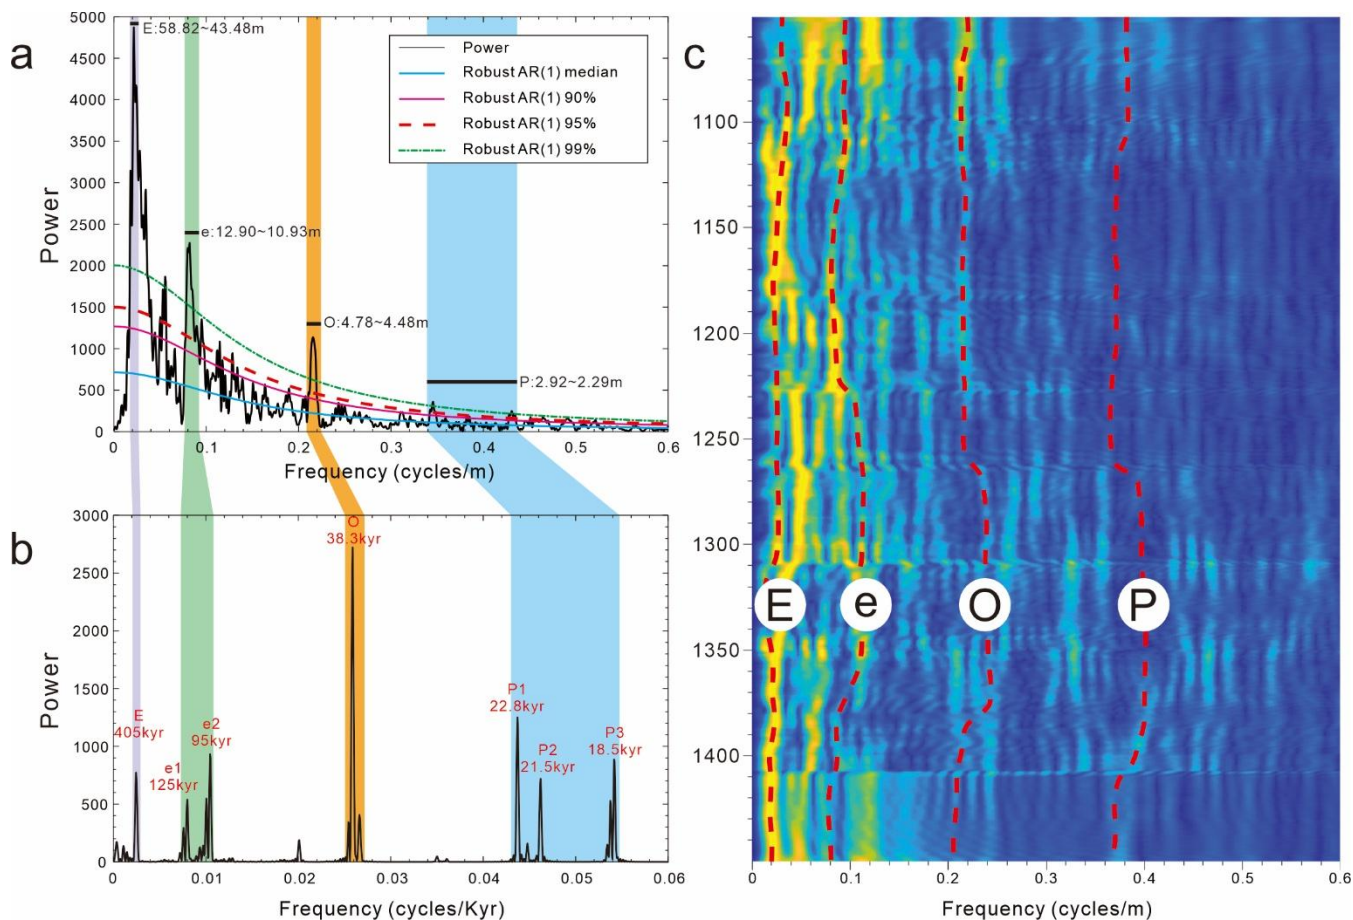 a
E:58.82~43.48m
5000
4500
4000
3500
3000
2500
2000
1500
1000
500
0
Power
Power
Robust AR(1) median
Robust AR(1) 90%
Robust AR(1) 95%
Robust AR(1) 99%
e:12.90~10.93m
O:4.78~4.48m
P:2.92~2.29m
0 0.1 0.2 0.3 0.4 0.5 0.6
Frequency (cycles/m)
b
3000
2500
2000
1500
1000
500
0
Power
E
405kyr
e1
125kyr
e2
95kyr
O
38.3kyr
P1
22.8kyr
P2
21.5kyr
P3
18.5kyr
0 0.01 0.02 0.03 0.04 0.05 0.06
Frequency (cycles/Kyr)
c
1100
1150
1200
1250
1300
1350
1400
E e O P
0 0.1 0.2 0.3 0.4 0.5 0.6
Frequency (cycles/m)